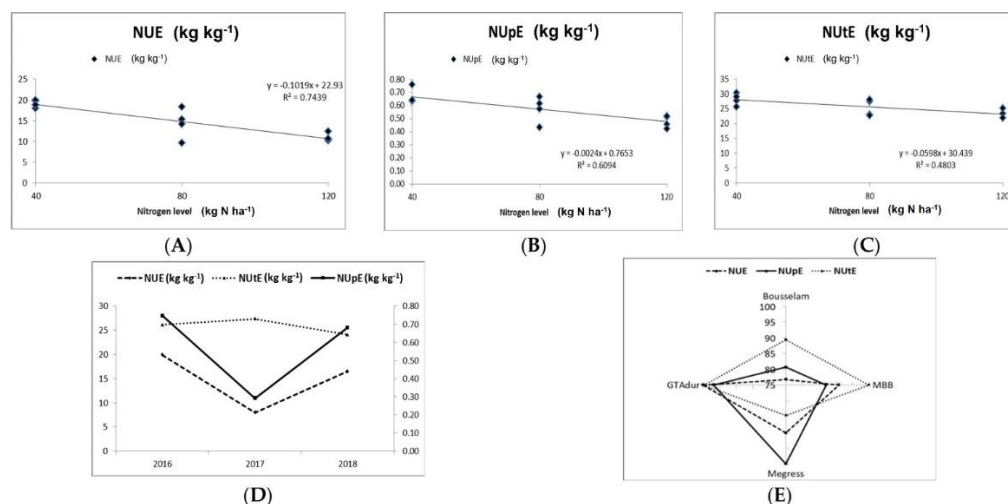 NUE (kg kg⁻¹)
◆ NUE (kg kg⁻¹)
y = -0.1019x + 22.93
R² = 0.7439
25
20
15
10
5
0
40 80 120
Nitrogen level (kg N ha⁻¹)
(A)
NUpE (kg kg⁻¹)
◆ NUpE (kg kg⁻¹)
0.80
0.70
0.60
0.50
0.40
0.30
0.20
0.10
0.00
y = -0.0024x + 0.7653
R² = 0.6094
40 80 120
Nitrogen level (kg N ha⁻¹)
(B)
NUtE (kg kg⁻¹)
◆ NUtE (kg kg⁻¹)
35
30
25
20
15
10
5
0
y = -0.0598x + 30.439
R² = 0.4803
40 80 120
Nitrogen level (kg N ha⁻¹)
(C)
NUE (kg kg⁻¹) NUtE (kg kg⁻¹) NUpE (kg kg⁻¹)
30 0.80
25 0.70
20 0.60
15 0.50
10 0.40
5 0.30
0 0.20
0.10
0.00
2016 2017 2018
(D)
NUE NUpE NUtE
Bousselam
100
95
90
85
80
75
GTAdur MBB
Megress
(E)